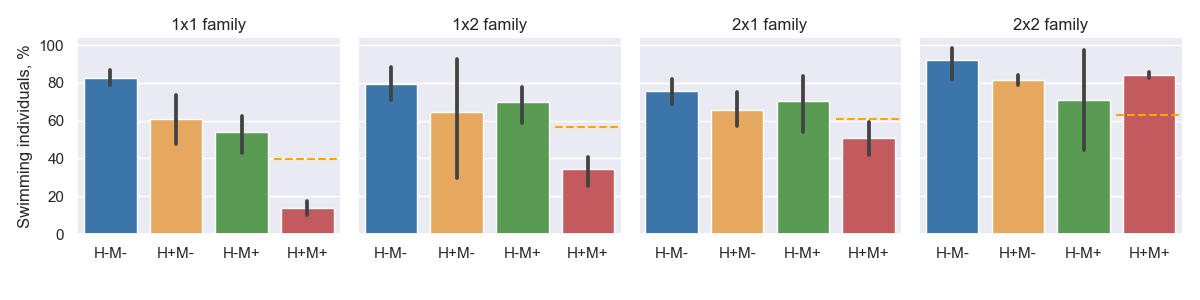 1x1 family 1x2 family 2x1 family 2x2 family
Swimming individuals, %
100
80
60
40
20
0
H-M- H+M- H-M+ H+M+ H-M- H+M- H-M+ H+M+ H-M- H+M- H-M+ H+M+ H-M- H+M- H-M+ H+M+